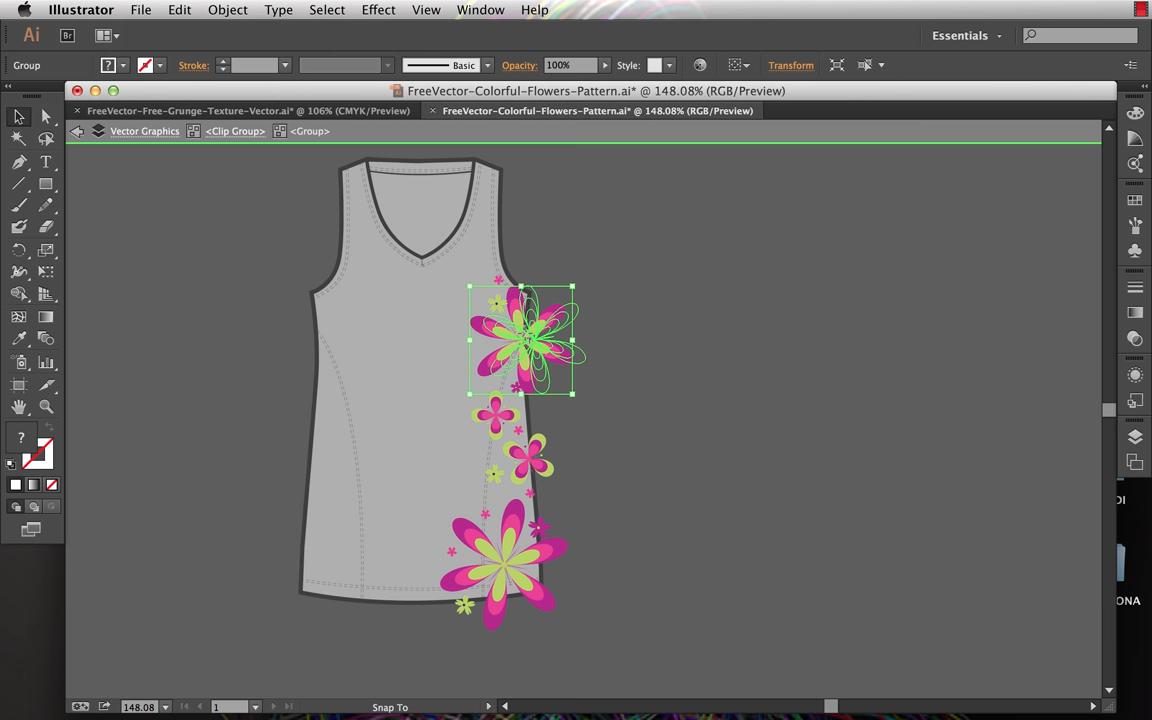 Illustrator File Edit Object Type Select Effect View Window Help
Ai Br Essentials
Group ? Stroke: Basic Opacity: 100% Style: Transform
FreeVector-Colorful-Flowers-Pattern.ai* @ 148.08% (RGB/Preview)
× FreeVector-Free-Grunge-Texture-Vector.ai* @ 106% (CMYK/Preview) × FreeVector-Colorful-Flowers-Pattern.ai* @ 148.08% (RGB/Preview)
Vector Graphics <Clip Group> <Group>
T
?
DI
ONA
148.08 1 Snap To